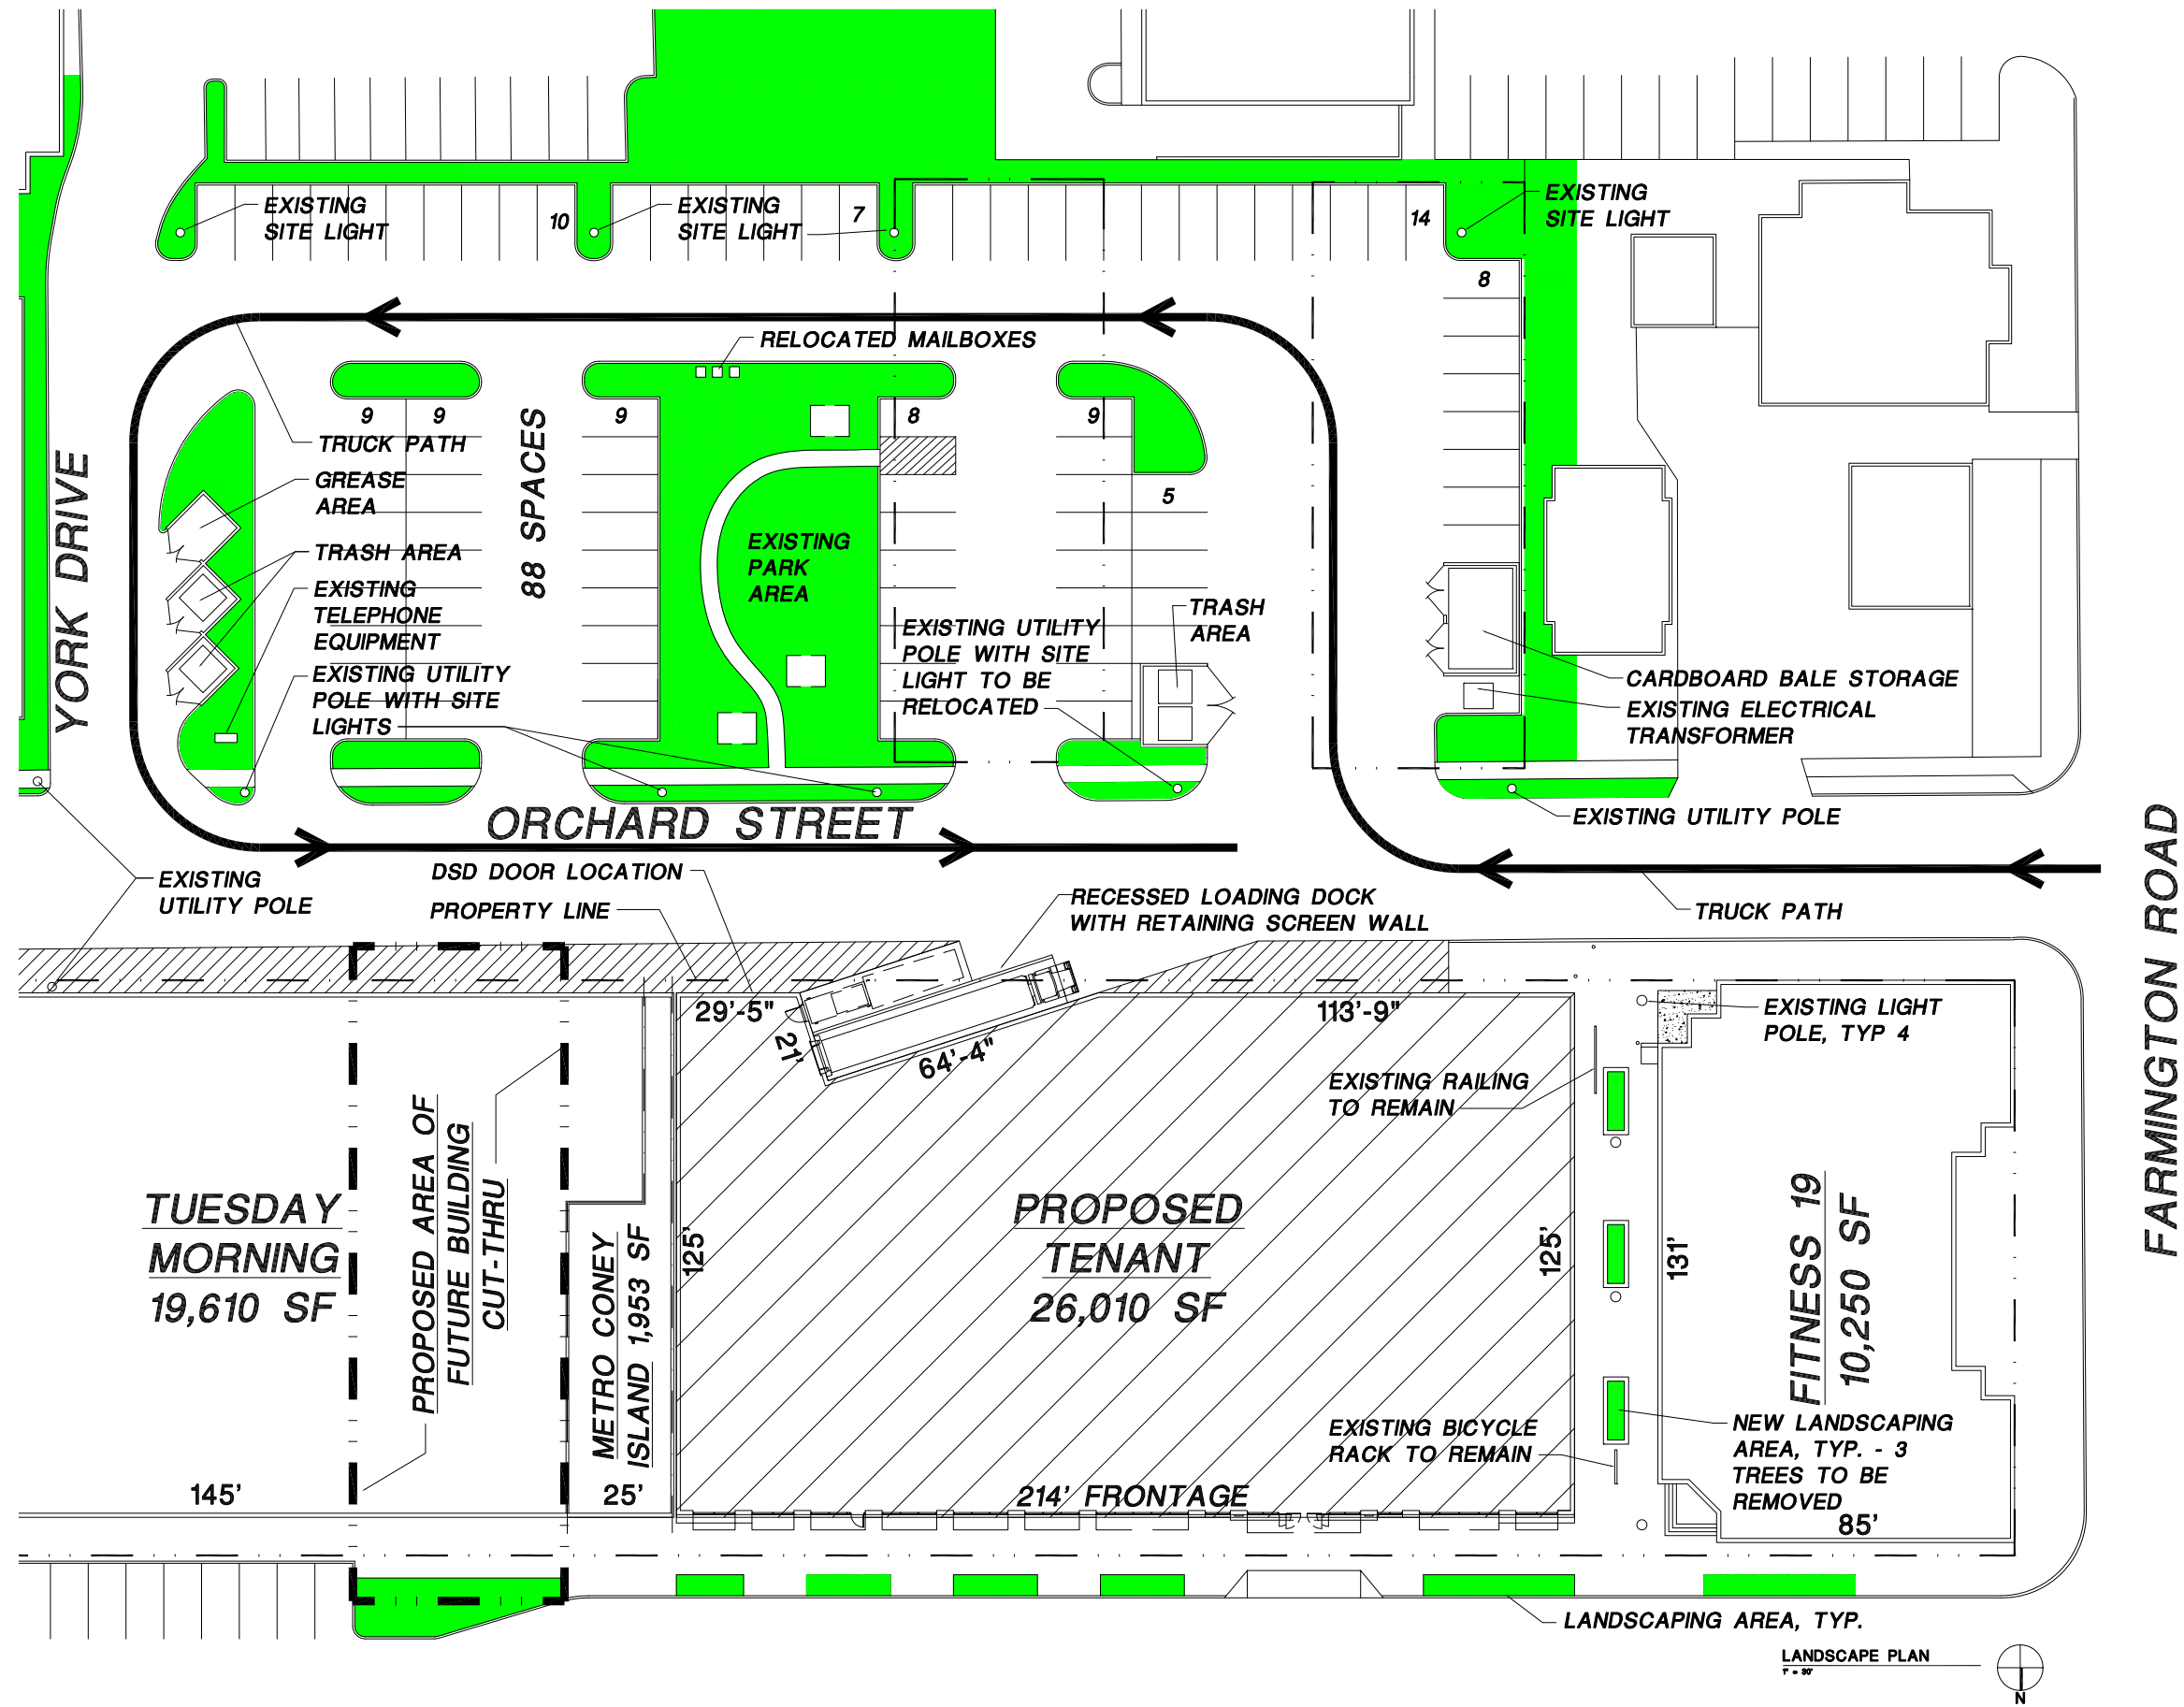 EXISTING
SITE LIGHT
10
EXISTING
SITE LIGHT
7
14
EXISTING
SITE LIGHT
8
RELOCATED MAILBOXES
9
9
9
8
9
TRUCK PATH
GREASE
AREA
5
TRASH AREA
EXISTING
TELEPHONE
EQUIPMENT
EXISTING UTILITY
POLE WITH SITE
LIGHTS
88 SPACES
YORK DRIVE
EXISTING
PARK
AREA
EXISTING UTILITY
POLE WITH SITE
LIGHT TO BE
RELOCATED
TRASH
AREA
CARDBOARD BALE STORAGE
EXISTING ELECTRICAL
TRANSFORMER
EXISTING UTILITY POLE
ORCHARD STREET
FARMINGTON ROAD
EXISTING
UTILITY POLE
DSD DOOR LOCATION
PROPERTY LINE
RECESSED LOADING DOCK
WITH RETAINING SCREEN WALL
TRUCK PATH
29'-5"
21'
64'-4"
113'-9"
EXISTING LIGHT
POLE, TYP 4
EXISTING RAILING
TO REMAIN
TUESDAY
MORNING
19,610 SF
PROPOSED AREA OF
FUTURE BUILDING
CUT-THRU
METRO CONEY
ISLAND 1,953 SF
125'
PROPOSED
TENANT
26,010 SF
125'
131'
FITNESS 19
10,250 SF
EXISTING BICYCLE
RACK TO REMAIN
NEW LANDSCAPING
AREA, TYP. - 3
TREES TO BE
REMOVED
145'
25'
214' FRONTAGE
85'
LANDSCAPING AREA, TYP.
LANDSCAPE PLAN
1" = 30'
N